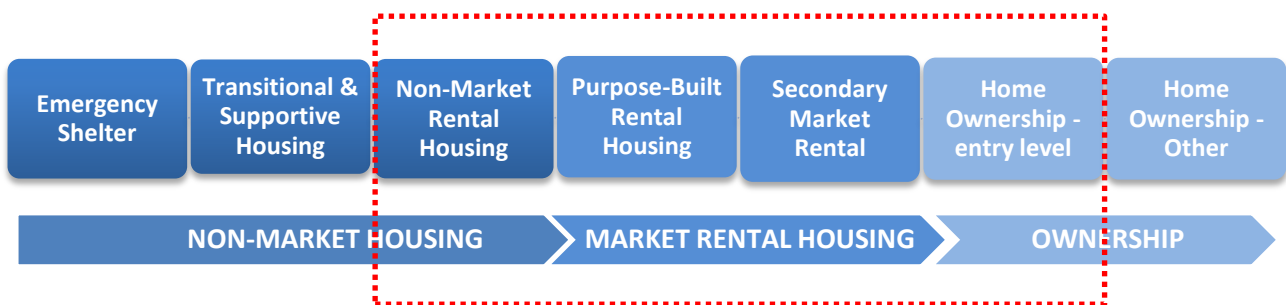 Emergency
Shelter
Transitional &
Supportive
Housing
Non-Market
Rental
Housing
Purpose-Built
Rental
Housing
Secondary
Market
Rental
Home
Ownership -
entry level
Home
Ownership -
Other
NON-MARKET HOUSING
MARKET RENTAL HOUSING
OWNERSHIP